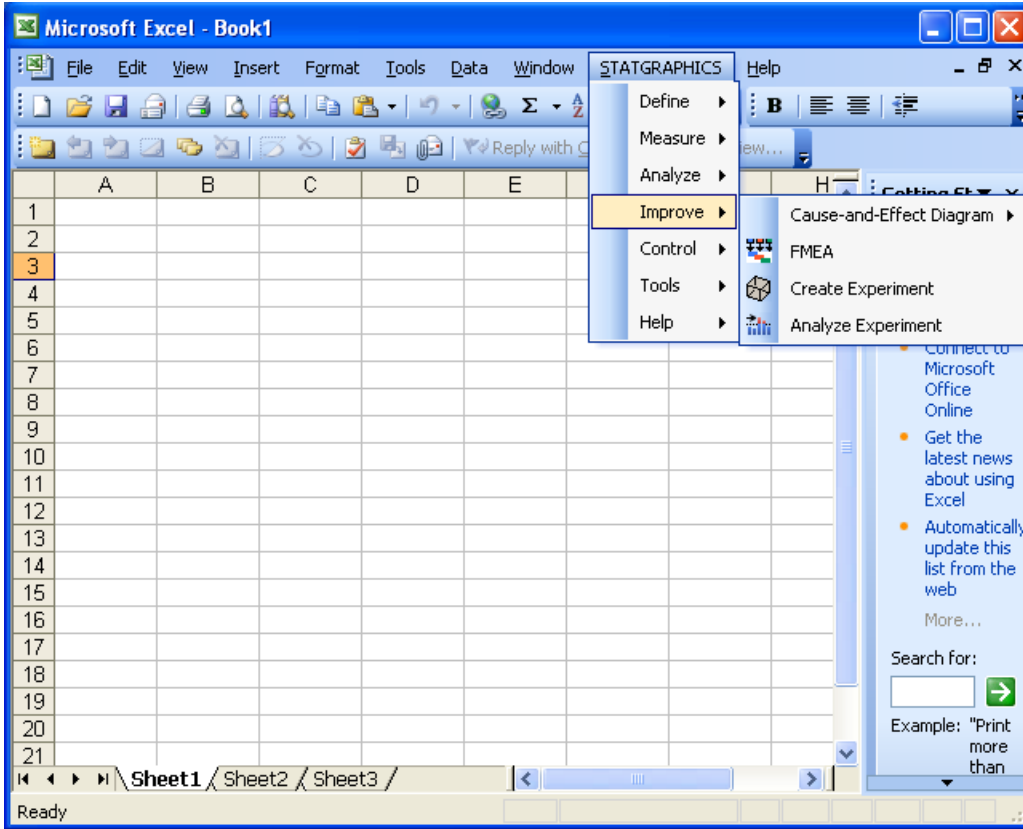 Microsoft Excel - Book1
File Edit View Insert Format Tools Data Window STATGRAPHICS Help
Define
B
Measure
Reply with
iew...
Analyze
A B C D E H
Getting St
Improve
Cause-and-Effect Diagram
Control
FMEA
Tools
Create Experiment
Help
Analyze Experiment
1
2
3
4
5
6
7
8
9
10
11
12
13
14
15
16
17
18
19
20
21
Connect to
Microsoft
Office
Online
Get the
latest news
about using
Excel
Automatically
update this
list from the
web
More...
Search for:
Example: "Print
more
than
Sheet1 Sheet2 Sheet3
Ready